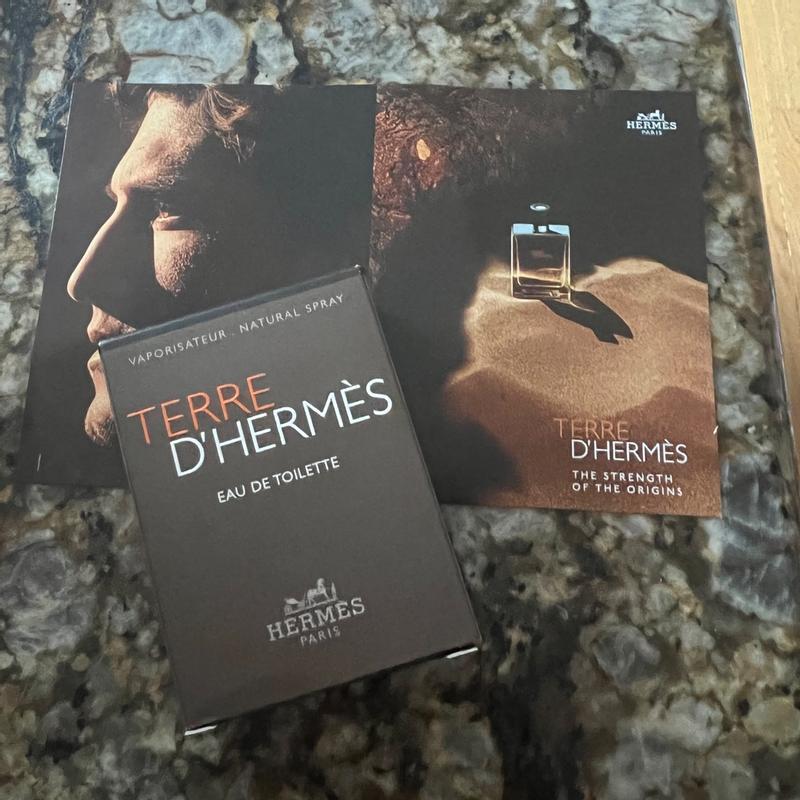 HERMÈS
PARIS
TERRE
D'HERMÈS
THE STRENGTH
OF THE ORIGINS
VAPORISATEUR . NATURAL SPRAY
TERRE
D'HERMÈS
EAU DE TOILETTE
HERMÈS
PARIS